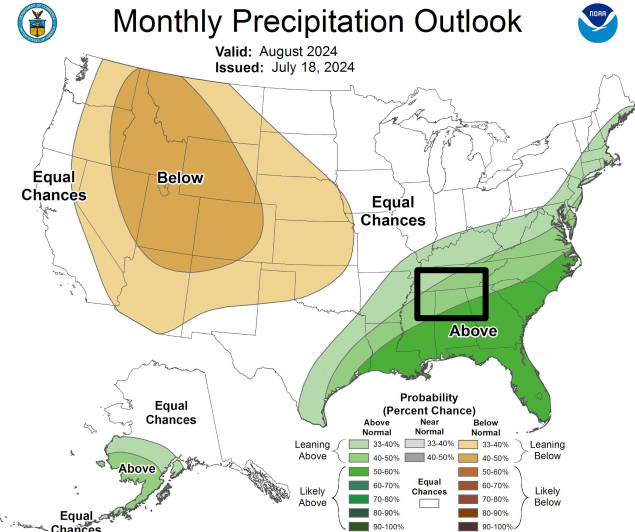 Monthly Precipitation Outlook
NOAA
Valid: August 2024
Issued: July 18, 2024
Equal
Chances
Below
Equal
Chances
Above
Equal
Chances
Above
Equal
Chances
Probability
(Percent Chance)
Above
Normal
Near
Normal
Below
Normal
Leaning
Above
33-40%
40-50%
33-40%
40-50%
33-40%
40-50%
Leaning
Below
Likely
Above
50-60%
60-70%
70-80%
80-90%
90-100%
Equal
Chances
50-60%
60-70%
70-80%
80-90%
90-100%
Likely
Below